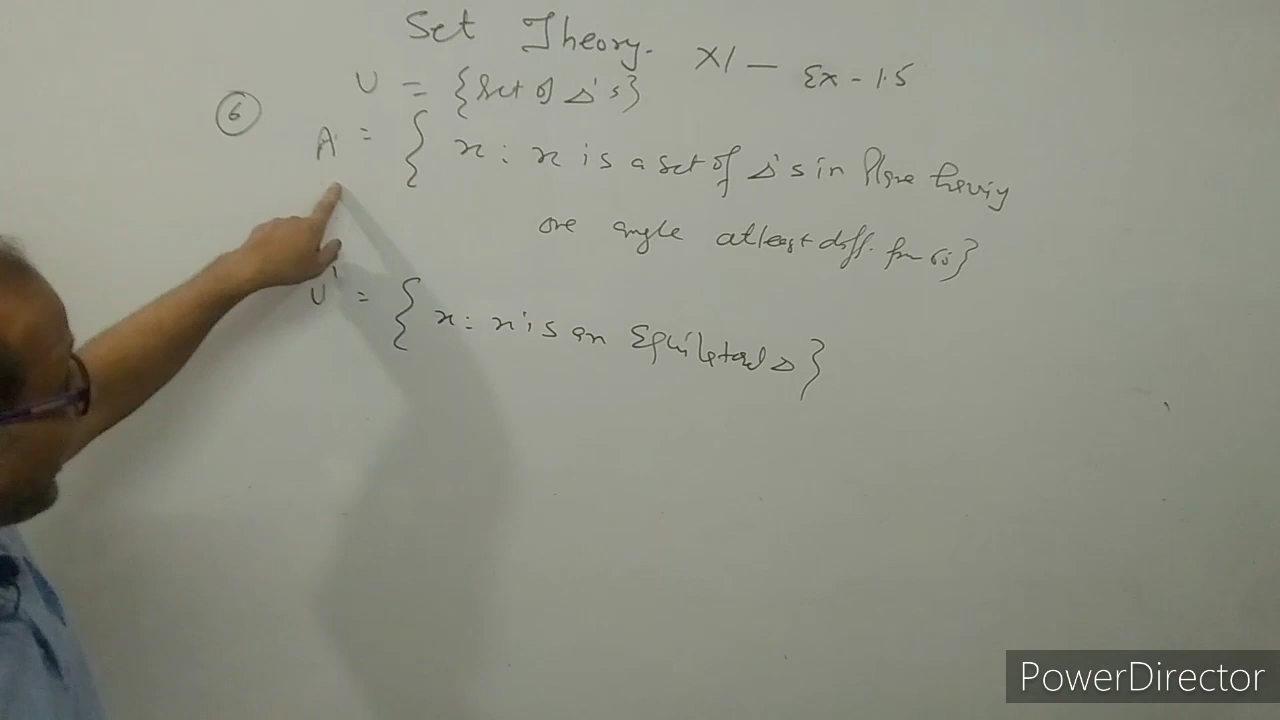 Set Theory. XI - Ex - 1.5
U = {Set of Δ's}
6
A = { x : x is a set of Δ's in Plane having
one angle atleast diff. from 60°}
U' = { x : x is an Equilateral Δ }
PowerDirector